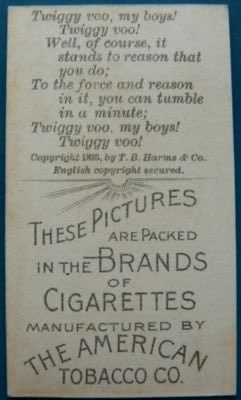 Twiggy voo, my boys!
Twiggy voo!
Well, of course, it
stands to reason that
you do;
To the force and reason
in it, you can tumble
in a minute;
Twiggy voo, my boys!
Twiggy voo!
Copyright 1893, by T. B. Harms & Co.
English copyright secured.
THESE PICTURES
ARE PACKED
IN THE BRANDS
OF
CIGARETTES
MANUFACTURED BY
THE AMERICAN
TOBACCO CO.